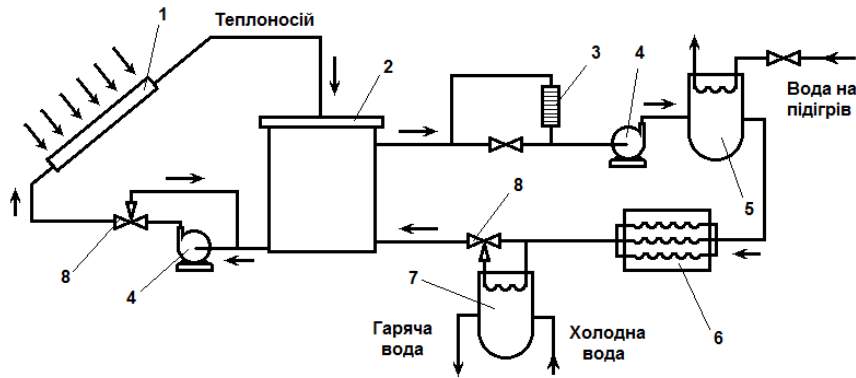 1
Теплоносій
2
3
4
Вода на
підігрів
5
8
8
4
7
6
Гаряча
вода
Холодна
вода